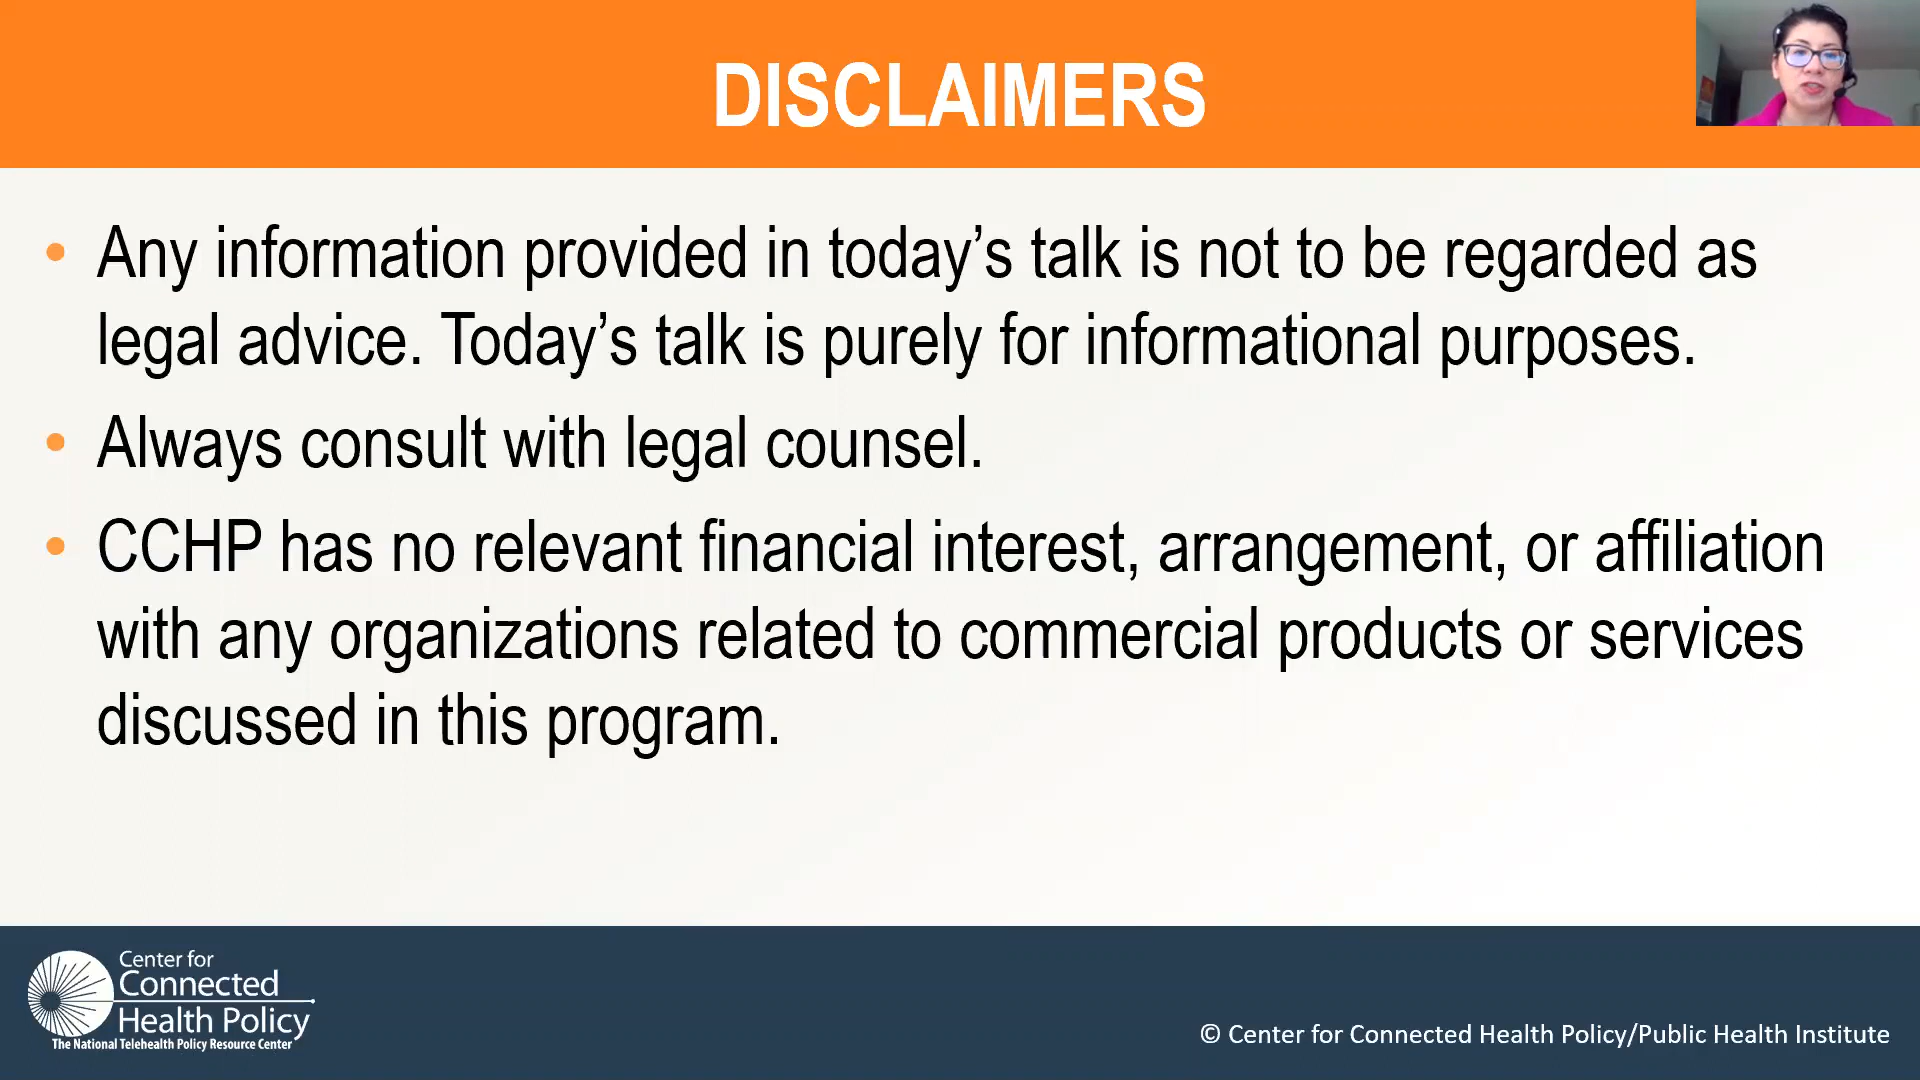 DISCLAIMERS
• Any information provided in today’s talk is not to be regarded as
legal advice. Today’s talk is purely for informational purposes.
• Always consult with legal counsel.
• CCHP has no relevant financial interest, arrangement, or affiliation
with any organizations related to commercial products or services
discussed in this program.
Center for
Connected
Health Policy
The National Telehealth Policy Resource Center
© Center for Connected Health Policy/Public Health Institute